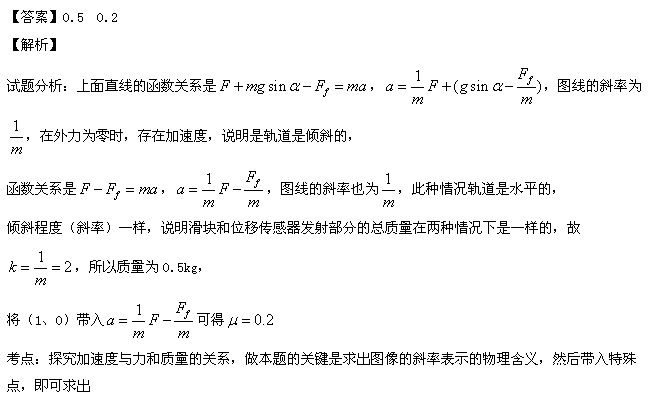 【答案】0.5  0.2
【解析】
试题分析：上面直线的函数关系是 $F+mg\sin\alpha-F_f=ma$，$a=\frac{1}{m}F+(g\sin\alpha-\frac{F_f}{m})$，图线的斜率为
$\frac{1}{m}$，在外力为零时，存在加速度，说明是轨道是倾斜的，
函数关系是 $F-F_f=ma$，$a=\frac{1}{m}F-\frac{F_f}{m}$，图线的斜率也为 $\frac{1}{m}$，此种情况轨道是水平的，
倾斜程度（斜率）一样，说明滑块和位移传感器发射部分的总质量在两种情况下是一样的，故
$k=\frac{1}{m}=2$，所以质量为0.5kg，
将（1、0）带入 $a=\frac{1}{m}F-\frac{F_f}{m}$ 可得 $\mu=0.2$
考点：探究加速度与力和质量的关系，做本题的关键是求出图像的斜率表示的物理含义，然后带入特殊
点，即可求出